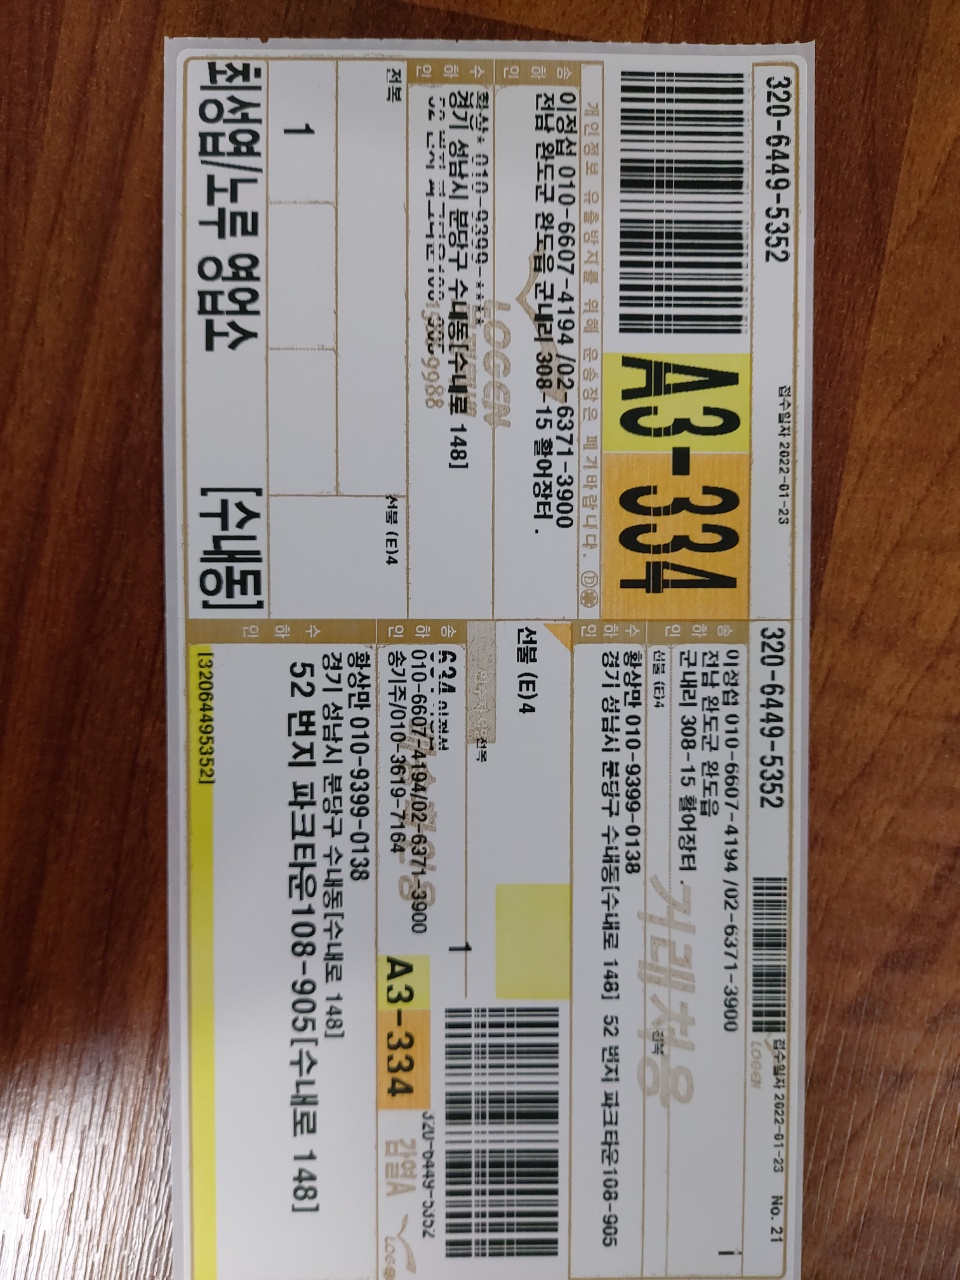 320-6449-5352
접수일자 2022-01-23
A3-334
개인정보 유출방지를 위해 운송장은 폐기바랍니다.
송하인
이정섭 010-6607-4194 /02-6371-3900
전남 완도군 완도읍 군내리 308-15 활어장터 .
수하인
황상* 010-9399-****
경기 성남시 분당구 수내동[수내로 148]
LOGEN
9988
전복
선불 (E)4
1
최성엽/노루 영업소 [수내동]
320-6449-5352
접수일자 2022-01-23 No. 21
LOGEN
송하인
이정섭 010-6607-4194 /02-6371-3900
전남 완도군 완도읍
군내리 308-15 활어장터 .
선불 (E)4
전복
1
거래처용
수하인
황상만 010-9399-0138
경기 성남시 분당구 수내동[수내로 148] 52 번지 파크타운108-905
선불 (E)4
전복
1
송하인
634 이정섭
010-6607-4194/02-6371-3900
송기주/010-3619-7164
A3-334
320-6449-5352
LOGEN
수하인
황상만 010-9399-0138
경기 성남시 분당구 수내동[수내로 148]
52 번지 파크타운108-905[수내로 148]
[32064495352]